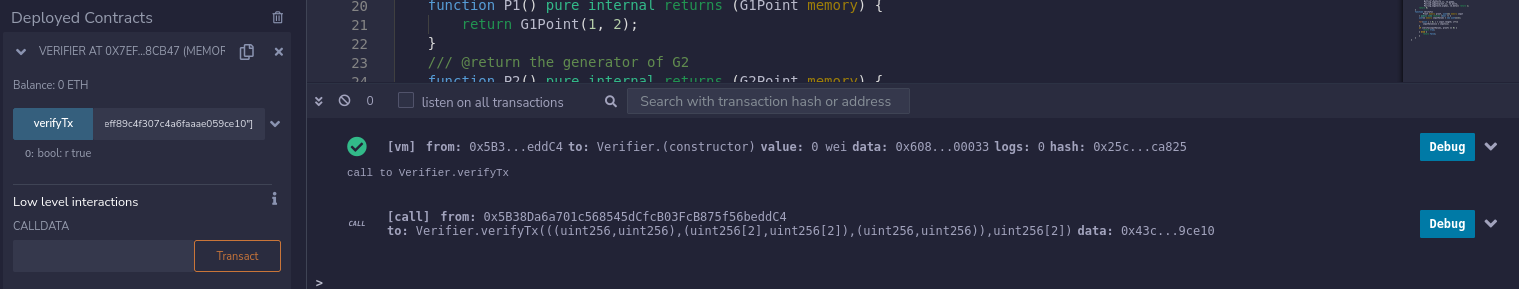 Deployed Contracts
VERIFIER AT 0X7EF...8CB47 (MEMOR
Balance: 0 ETH
verifyTx eff89c4f307c4a6faaae059ce10"]
0: bool: r true
Low level interactions
i
CALLDATA
Transact
20 function P1() pure internal returns (G1Point memory) {
21 return G1Point(1, 2);
22 }
23 /// @return the generator of G2
24 function P2() pure internal returns (G2Point memory) {
0 listen on all transactions Search with transaction hash or address
[vm] from: 0x5B3...eddC4 to: Verifier.(constructor) value: 0 wei data: 0x608...00033 logs: 0 hash: 0x25c...ca825 Debug
call to Verifier.verifyTx
CALL [call] from: 0x5B38Da6a701c568545dCfcB03FcB875f56beddC4
to: Verifier.verifyTx(((uint256,uint256),(uint256[2],uint256[2]),(uint256,uint256)),uint256[2]) data: 0x43c...9ce10 Debug
>